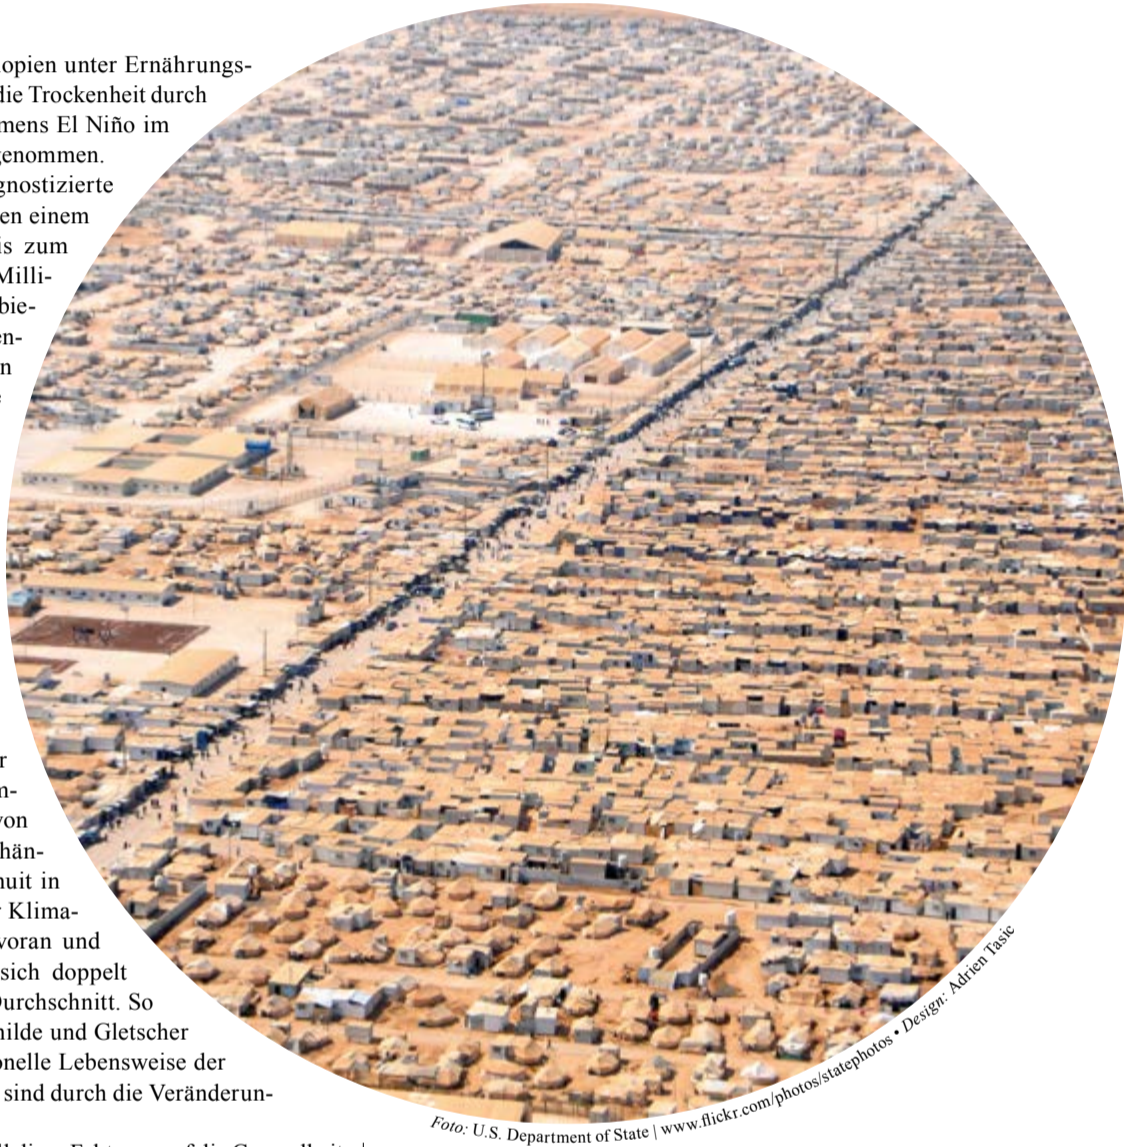 opien unter Ernährungs-
die Trockenheit durch
mens El Niño im
genommen.
gnostizierte
en einem
is zum
Milli-
bie-
en-
n
r
m-
von
hän-
nuit in
Klima-
voran und
sich doppelt
Durchschnitt. So
hilde und Gletscher
onelle Lebensweise der
sind durch die Veränderun-
Foto: U.S. Department of State | www.flickr.com/photos/statephotos • Design: Adrien Tasic